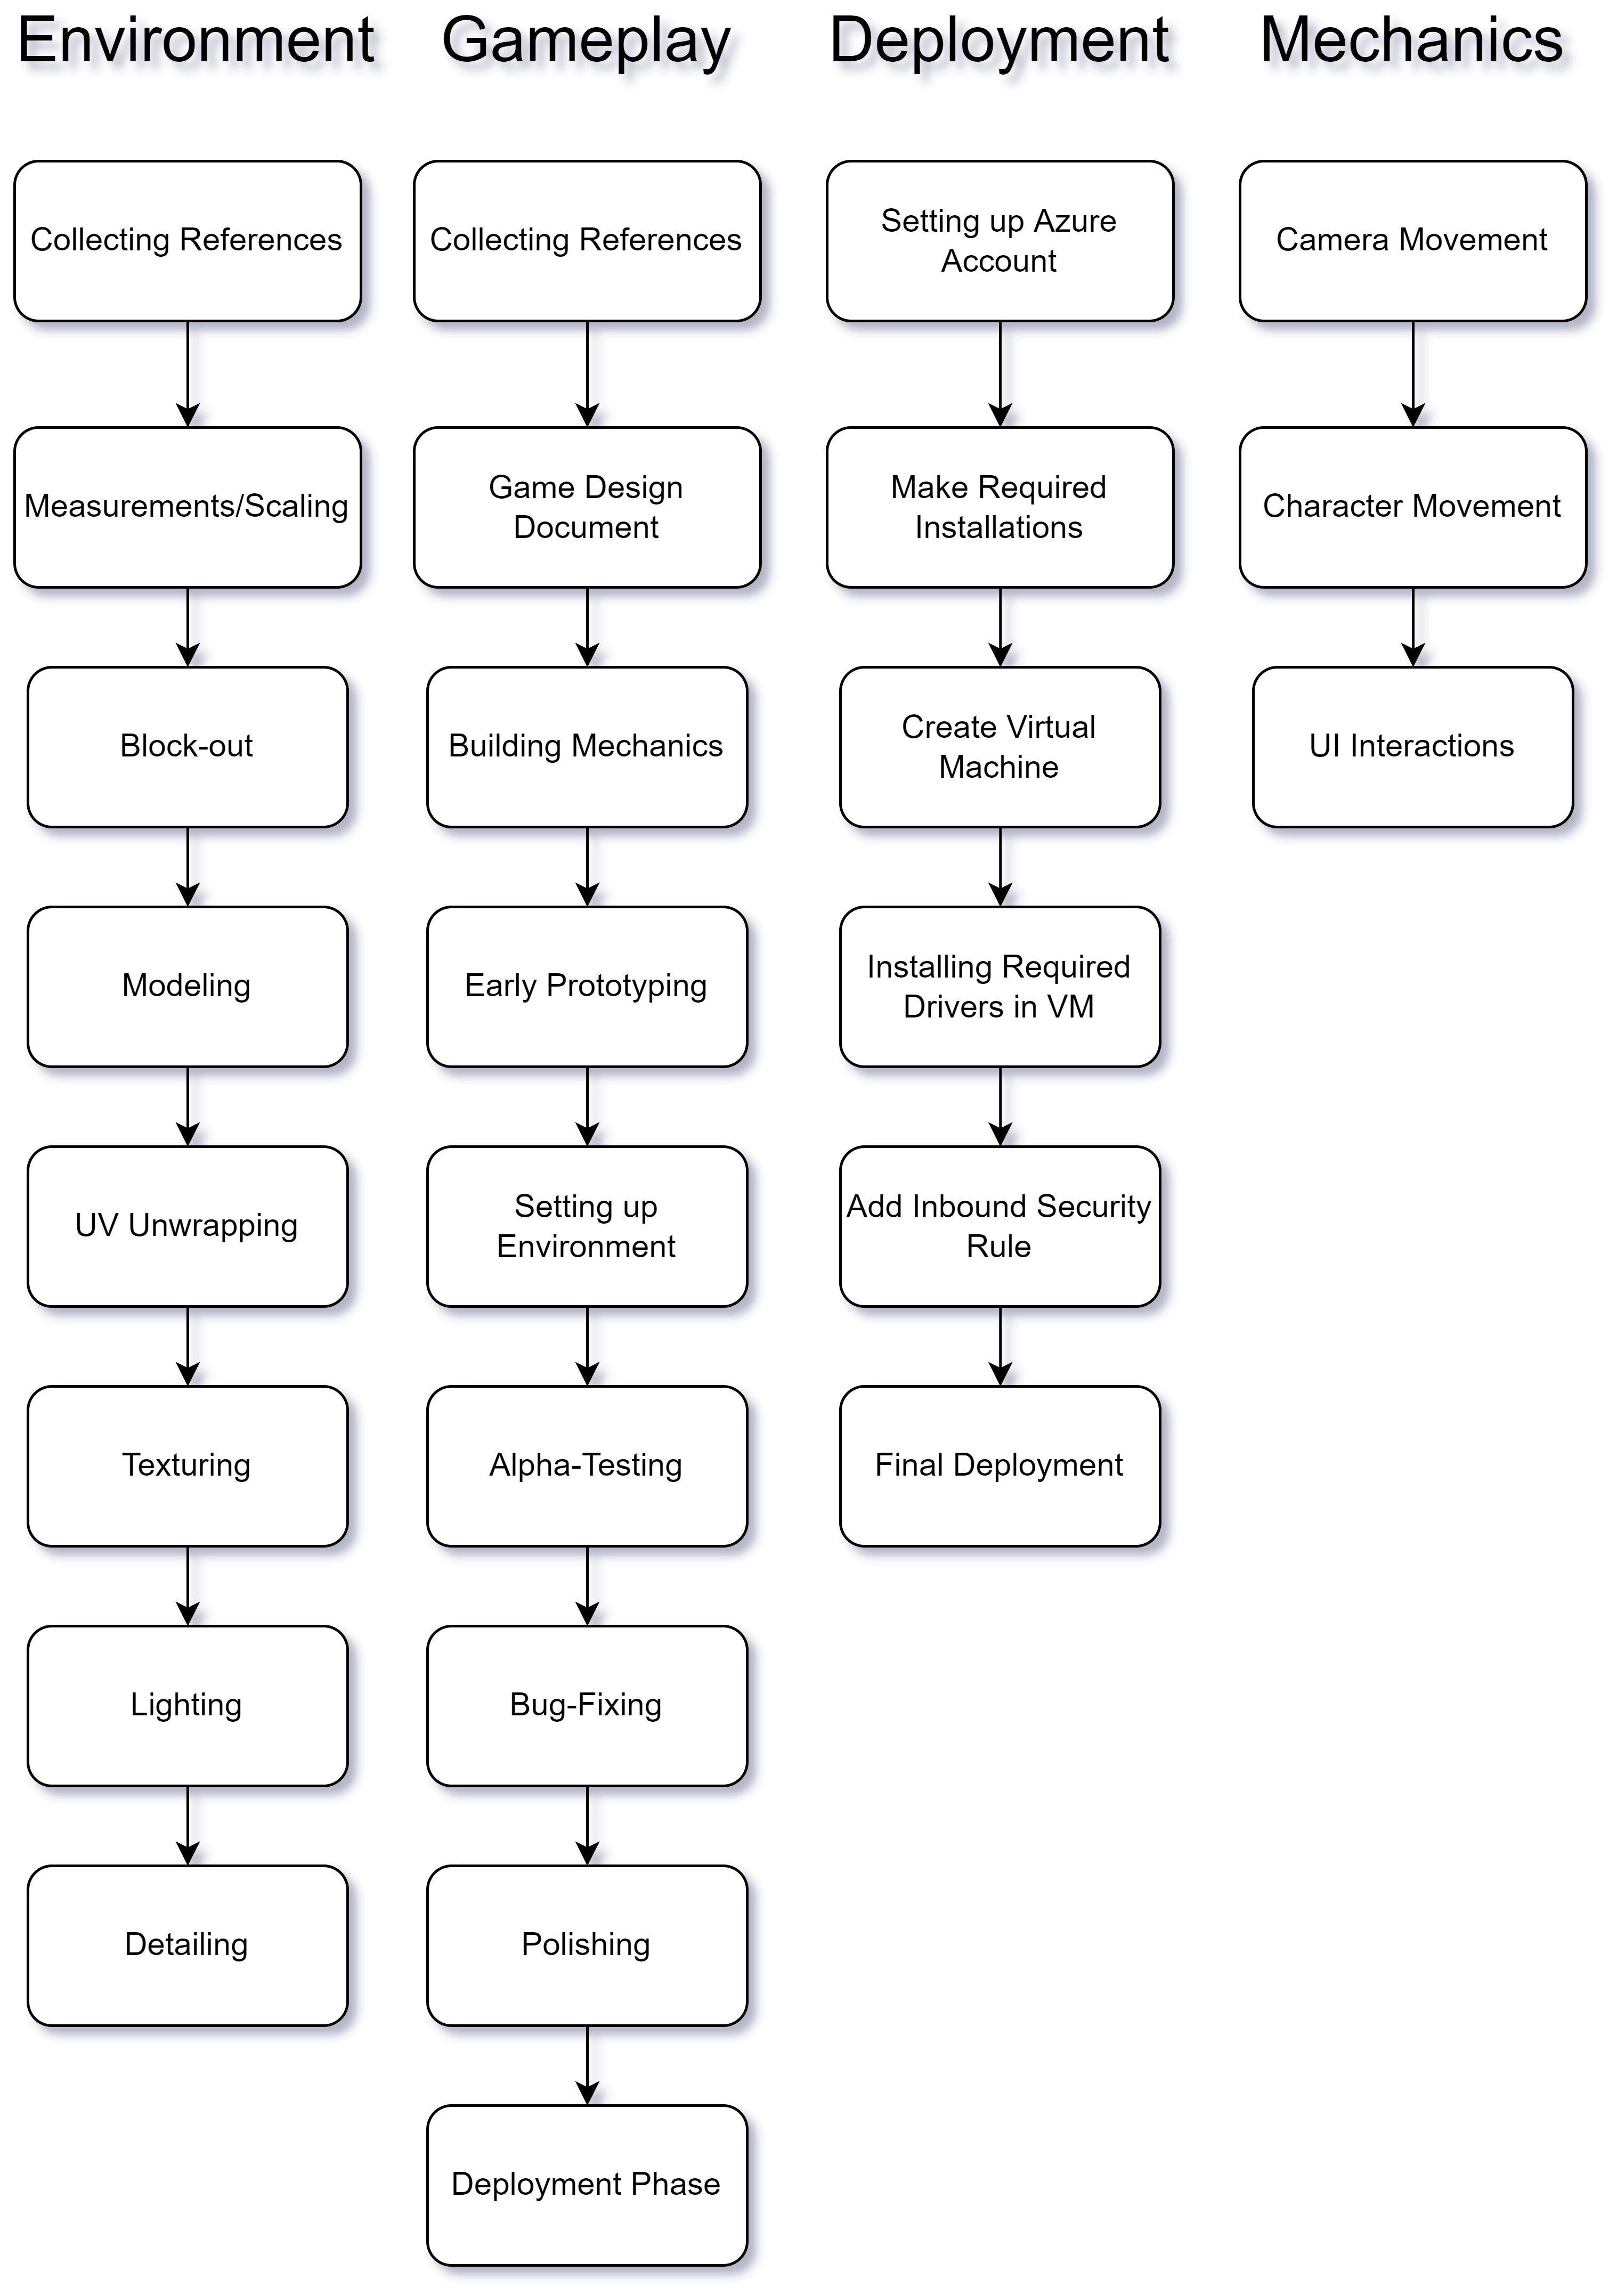 Environment
Gameplay
Deployment
Mechanics
Collecting References
Measurements/Scaling
Block-out
Modeling
UV Unwrapping
Texturing
Lighting
Detailing
Collecting References
Game Design
Document
Building Mechanics
Early Prototyping
Setting up
Environment
Alpha-Testing
Bug-Fixing
Polishing
Deployment Phase
Setting up Azure
Account
Make Required
Installations
Create Virtual
Machine
Installing Required
Drivers in VM
Add Inbound Security
Rule
Final Deployment
Camera Movement
Character Movement
UI Interactions